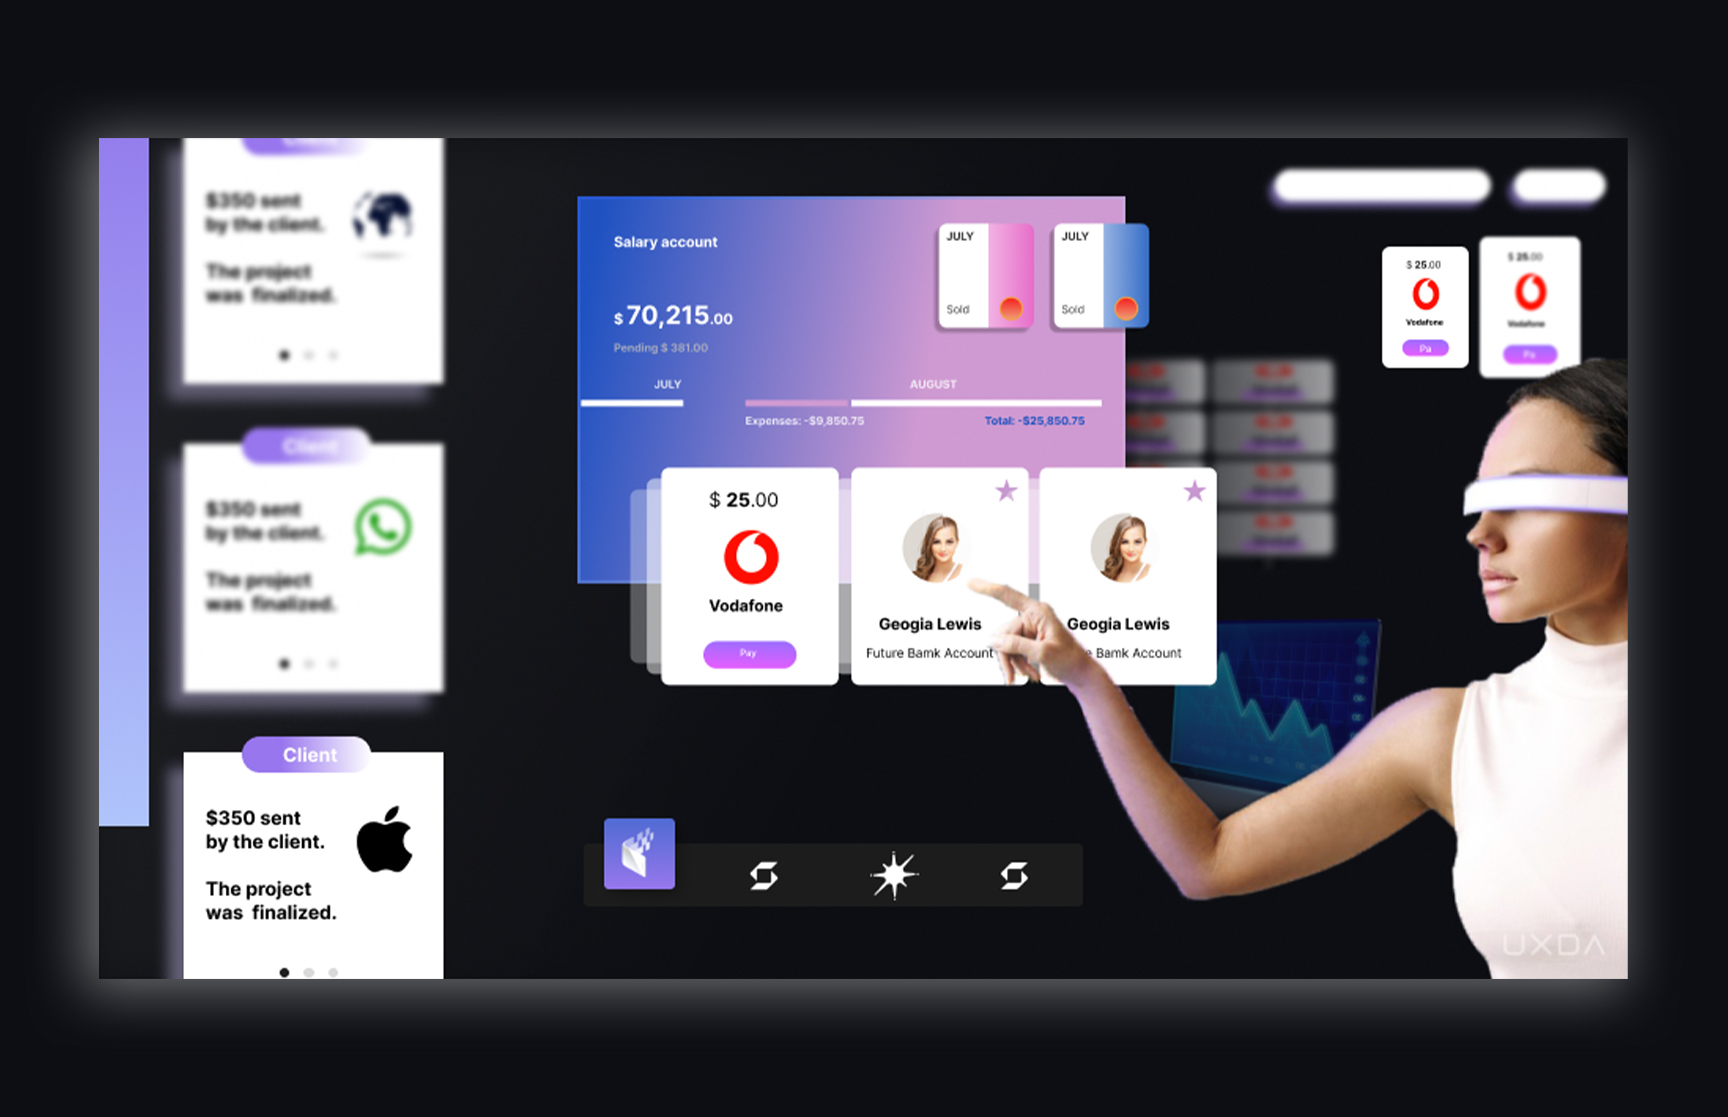 Client
$350 sent
by the client.
The project
was finalized.
Client
$350 sent
by the client.
The project
was finalized.
Client
$350 sent
by the client.
The project
was finalized.
Salary account
$ 70,215.00
Pending $ 381.00
JULY
Sold
JULY
Sold
JULY
AUGUST
Expenses: -$9,850.75
Total: -$25,850.75
$ 25.00
Vodafone
Pay
Geogia Lewis
Future Bamk Account
Geogia Lewis
e Bamk Account
$ 25.00
Vodafone
Pa
$ 25.00
Vodafone
Pa
UXDA